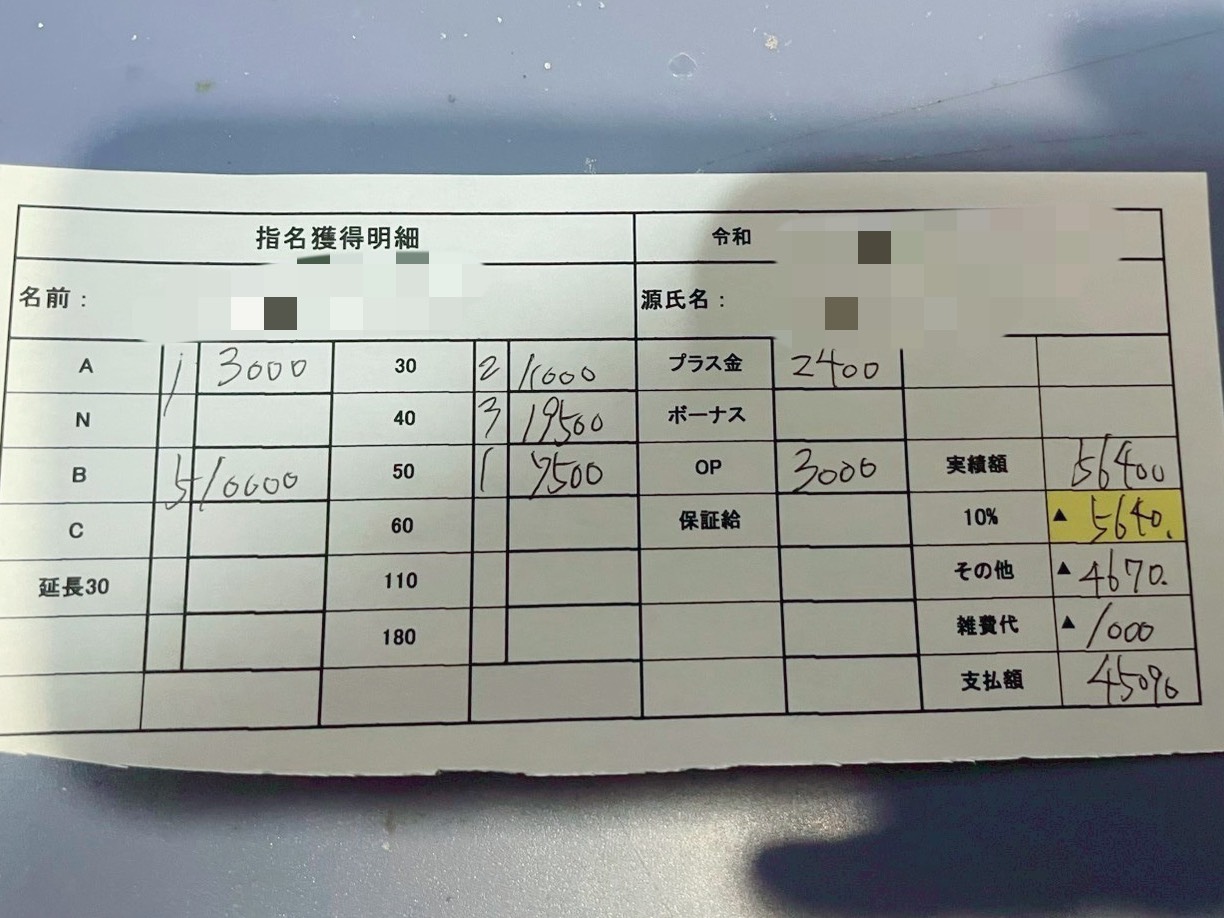 指名獲得明細 令和
名前： 源氏名：
A 1 3000 30 2 11000 プラス金 2400
N 40 3 19500 ボーナス
B 5 10000 50 1 7500 OP 3000 実績額 56400
C 60 保証給 10% ▲ 5640.
延長30 110 その他 ▲ 4670.
180 雑費代 ▲ 1000
支払額 45090